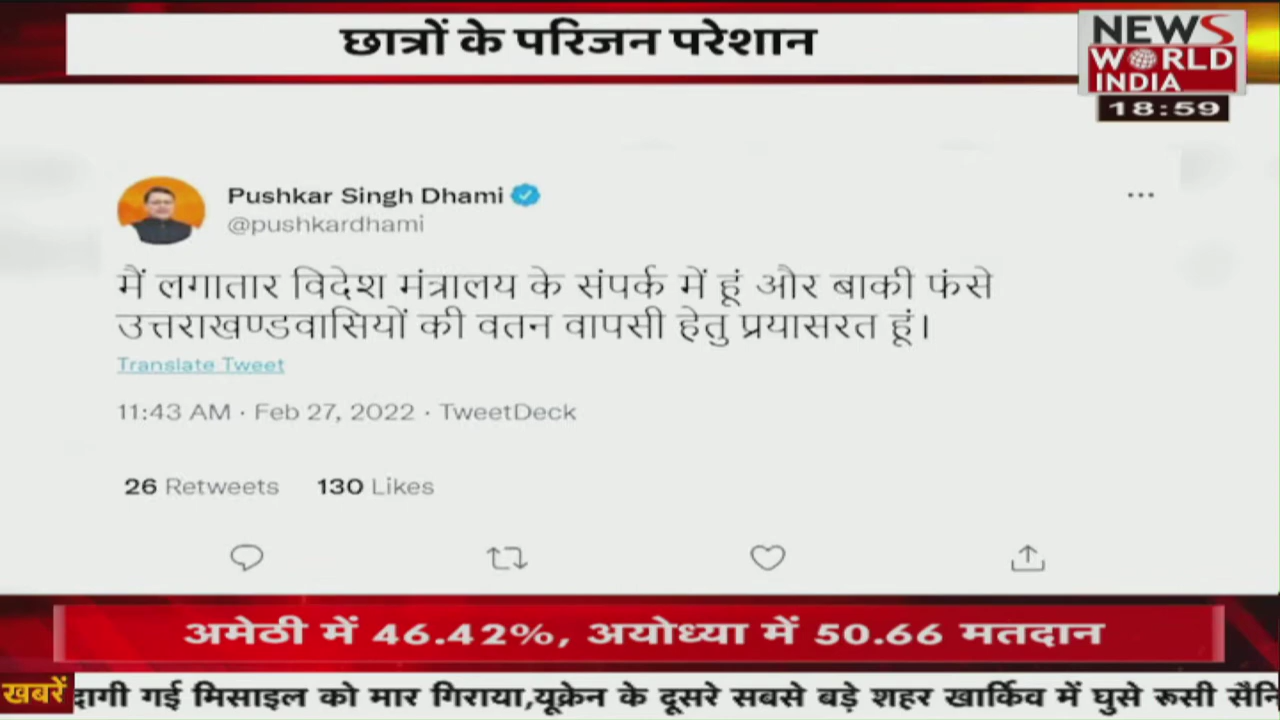 छात्रों के परिजन परेशान
NEWS
WORLD
INDIA
18:59
Pushkar Singh Dhami
@pushkardhami
मैं लगातार विदेश मंत्रालय के संपर्क में हूं और बाकी फंसे
उत्तराखण्डवासियों की वतन वापसी हेतु प्रयासरत हूं।
Translate Tweet
11:43 AM · Feb 27, 2022 · TweetDeck
26 Retweets 130 Likes
अमेठी में 46.42%, अयोध्या में 50.66 मतदान
खबरें दागी गई मिसाइल को मार गिराया,यूक्रेन के दूसरे सबसे बड़े शहर खार्किव में घुसे रूसी